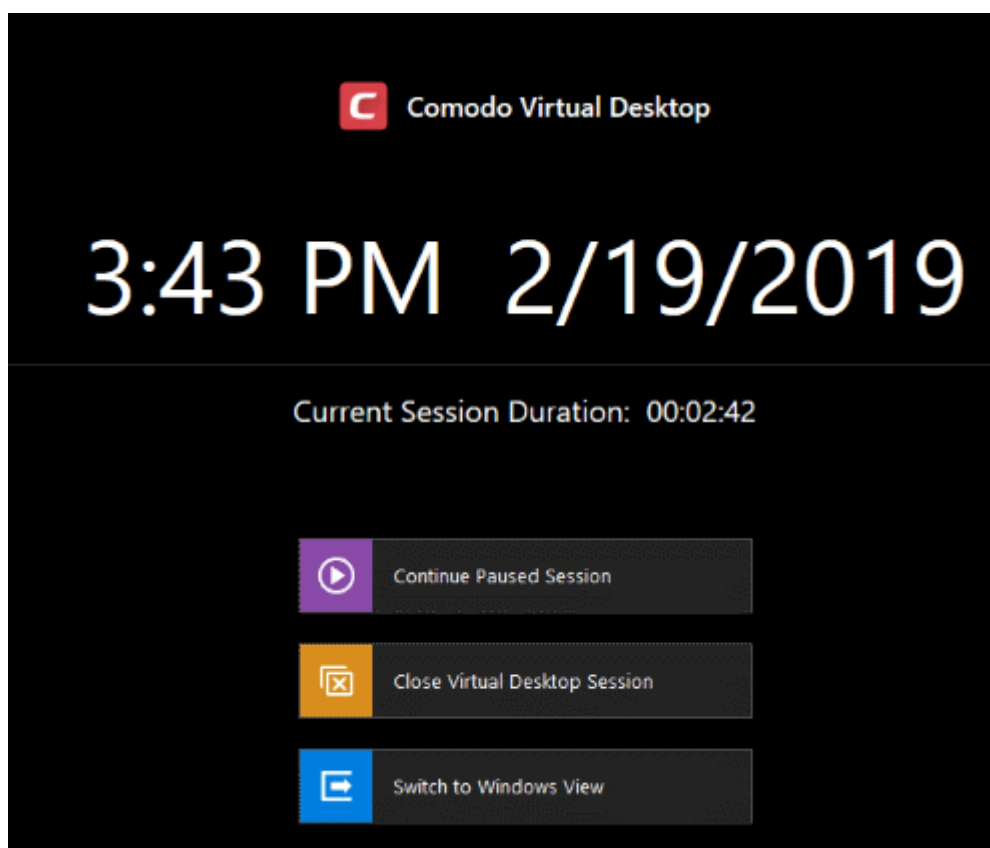 Comodo Virtual Desktop
3:43 PM 2/19/2019
Current Session Duration: 00:02:42
Continue Paused Session
Close Virtual Desktop Session
Switch to Windows View